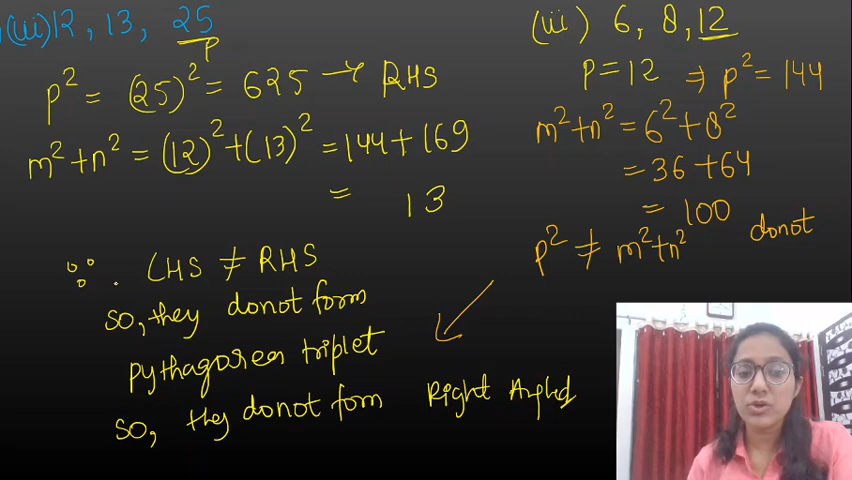 (ii) 12, 13, 25
p
p² = (25)² = 625 → RHS
m²+n² = (12)²+(13)² = 144+169
= 13
∵. LHS ≠ RHS
so, they donot form
pythagorean triplet
so, they donot form Right Angled
(iii) 6, 8, 12
P=12 ⇒ p²=144
m²+n² = 6²+8²
= 36+64
= 100
p² ≠ m²+n² donot